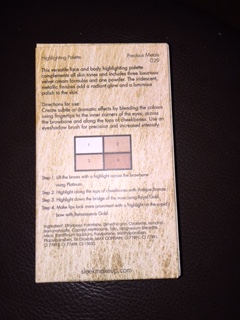 Highlighting Palette
Precious Metals
029
This versatile face and body highlighting palette
complements all skin tones and includes three luxurious
velvet cream formulas and one powder. The iridescent,
metallic finishes add a radiant glow and a luminous
polish to the skin.
Directions for use:
Create subtle or dramatic effects by blending the colours
using fingertips to the inner corners of the eyes, across
the browbone and along the tops of cheekbones. Use an
eyeshadow brush for precision and increased intensity.
1 2
3 4
Step 1: Lift the brows with a highlight across the browbone
using Platinum.
Step 2: Highlight along the tops of cheekbones with Antique Bronze.
Step 3: Highlight down the bridge of the nose using Royal Gold.
Step 4: Make lips look more prominent with a highlight on the cupid's
bow with Renaissance Gold.
sleekmakeup.com